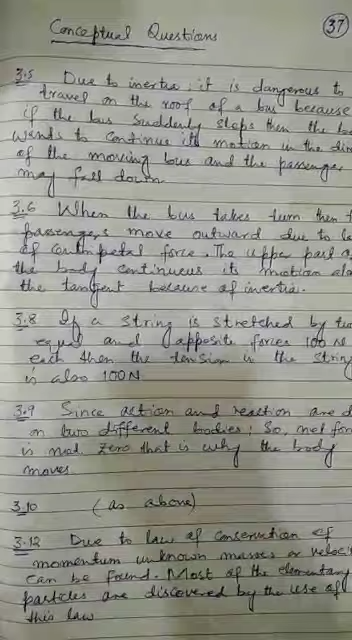 37
Conceptual Questions
3.5 Due to inertia, it is dangerous to
travel on the roof of a bus because
if the bus suddenly stops then the
wants to continue its motion in the
of the moving bus and the passenger
may fall down.
3.6 When the bus takes turn then
passengers move outward due to
of centripetal force. The upper part
the body continues its motion
the tangent because of inertia.
3.8 If a string is stretched by
equal and opposite forces 100 N
each then the tension in the string
is also 100N
3.9 Since action and reaction are
on two different bodies; So, net
is not zero that is why the body
moves.
3.10 (as above)
3.12 Due to law of conservation of
momentum unknown masses or
can be found. Most of the elementary
particles are discovered by the use of
this law